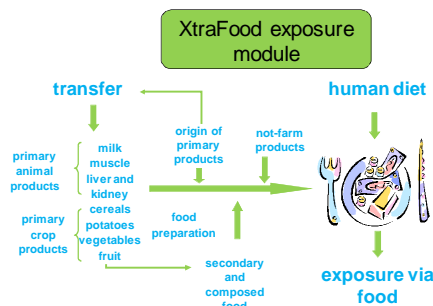 XtraFood exposure
module
transfer
human diet
origin of
primary
products
not-farm
products
primary
animal
products
milk
muscle
liver and
kidney
cereals
potatoes
vegetables
fruit
primary
crop
products
food
preparation
secondary
and
composed
food
exposure via
food